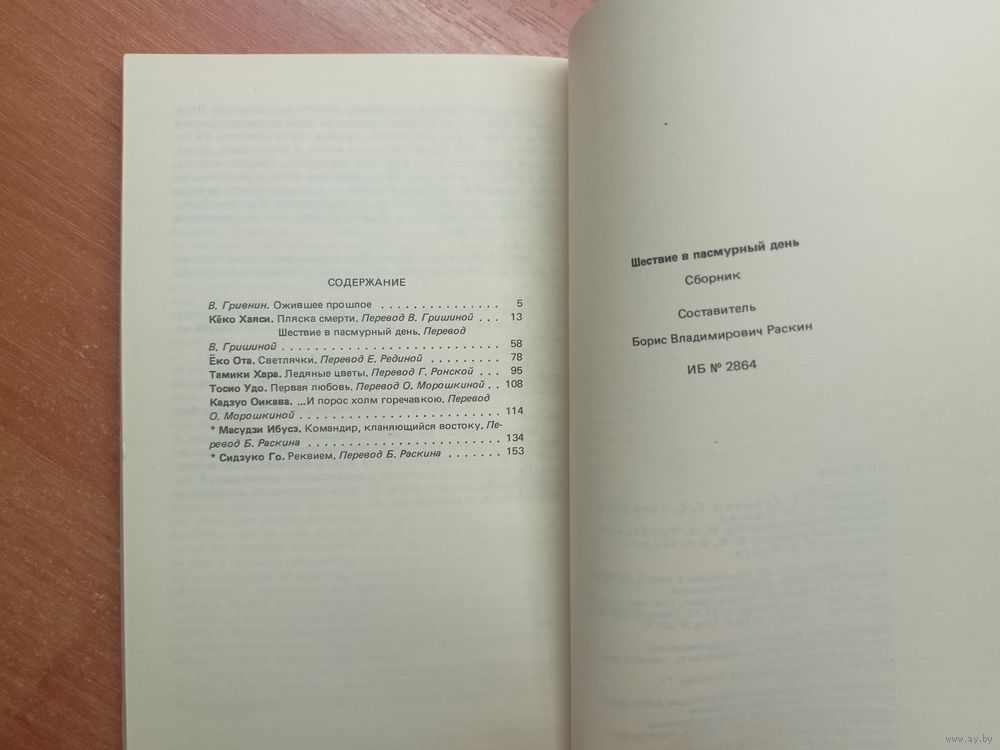 СОДЕРЖАНИЕ
В. Гривнин. Ожившее прошлое . . . . . . . . . . . . . . . 5
Кёко Хаяси. Пляска смерти. Перевод В. Гришиной . . . 13
Шествие в пасмурный день. Перевод
В. Гришиной . . . . . . . . . . . . . . . . . . . . . . . . . . . 58
Ёко Ота. Светлячки. Перевод Е. Рединой . . . . . . . . . 78
Тамики Хара. Ледяные цветы. Перевод Г. Ронской . . . 95
Тосио Удо. Первая любовь. Перевод О. Морошкиной . . 108
Кадзуо Оикава. ...И порос холм горечавкою. Перевод
О. Морошкиной . . . . . . . . . . . . . . . . . . . . . . . . . 114
* Масудзи Ибусэ. Командир, кланяющийся востоку. Пе-
ревод Б. Раскина . . . . . . . . . . . . . . . . . . . . . . . . 134
* Сидзуко Го. Реквием. Перевод Б. Раскина . . . . . . . 153
Шествие в пасмурный день
Сборник
Составитель
Борис Владимирович Раскин
ИБ № 2864
www.ay.by